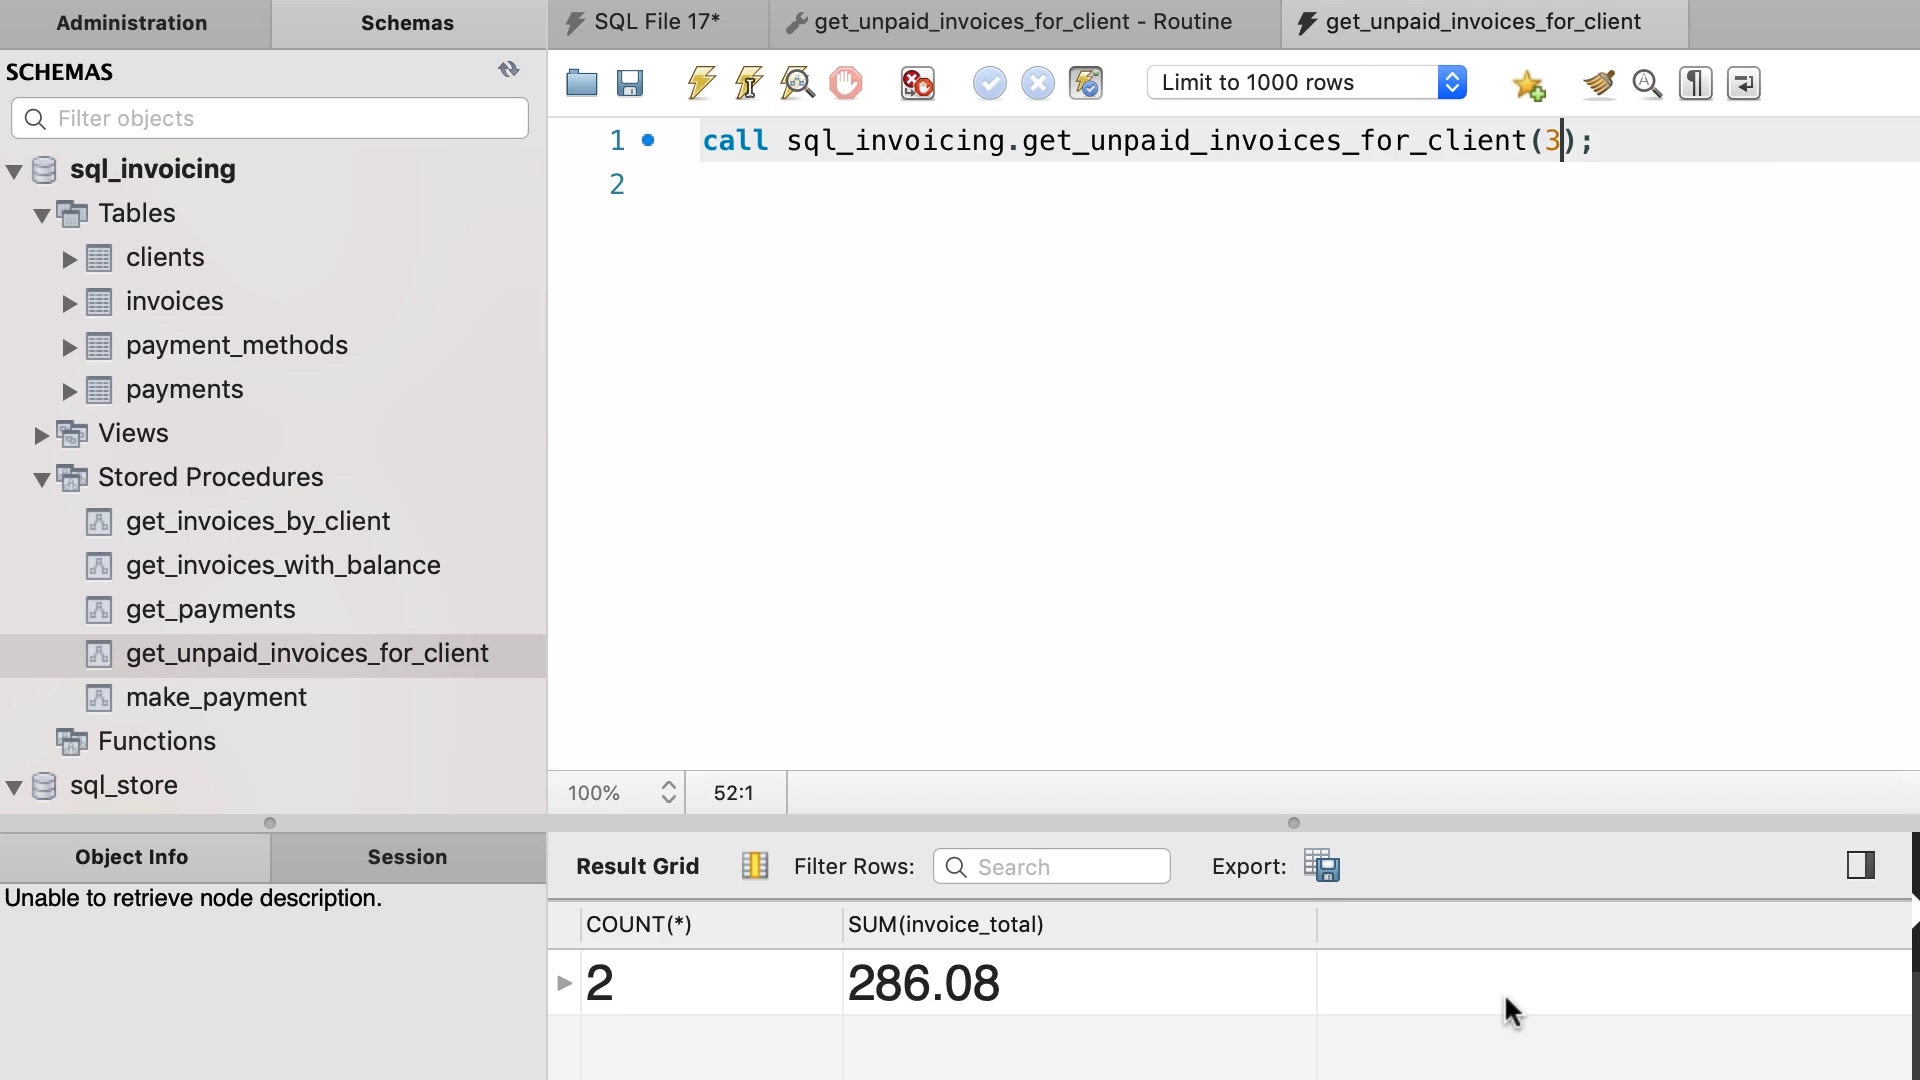 Administration
Schemas
SQL File 17*
get_unpaid_invoices_for_client - Routine
get_unpaid_invoices_for_client
SCHEMAS
Filter objects
Limit to 1000 rows
1 call sql_invoicing.get_unpaid_invoices_for_client(3);
2
sql_invoicing
Tables
clients
invoices
payment_methods
payments
Views
Stored Procedures
get_invoices_by_client
get_invoices_with_balance
get_payments
get_unpaid_invoices_for_client
make_payment
Functions
sql_store
100%
52:1
Object Info
Session
Unable to retrieve node description.
Result Grid
Filter Rows:
Search
Export:
COUNT(*)
SUM(invoice_total)
2
286.08